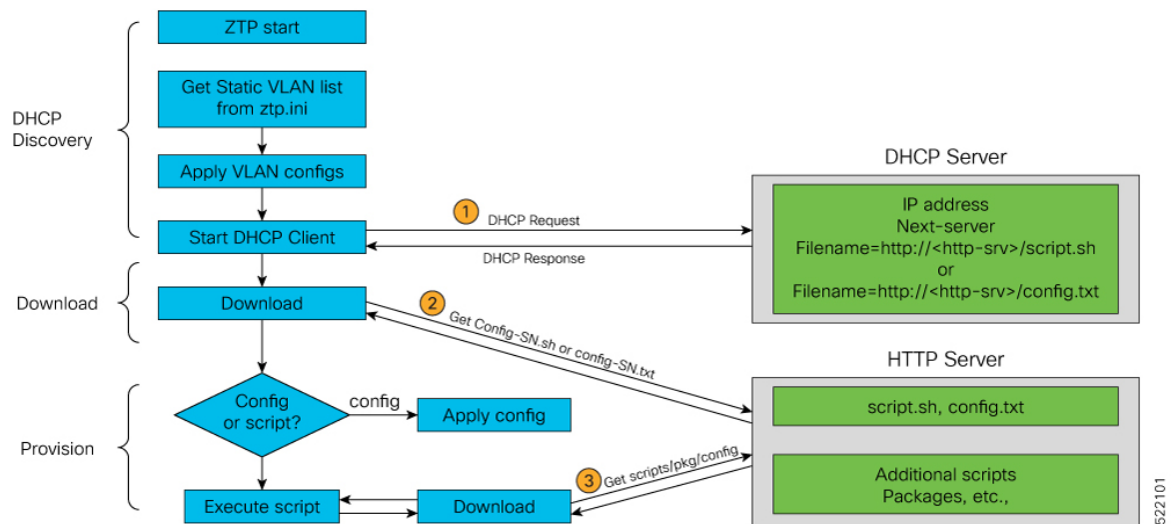 ZTP start
Get Static VLAN list
from ztp.ini
DHCP
Discovery
Apply VLAN configs
Start DHCP Client
1
DHCP Request
DHCP Response
DHCP Server
IP address
Next-server
Filename=http://<http-srv>/script.sh
or
Filename=http://<http-srv>/config.txt
Download
Download
2
Get Config-SN.sh or config-SN.txt
HTTP Server
script.sh, config.txt
Additional scripts
Packages, etc.,
Provision
Config
or script?
config
Apply config
Execute script
Download
3
Get scripts/pkg/config
522101